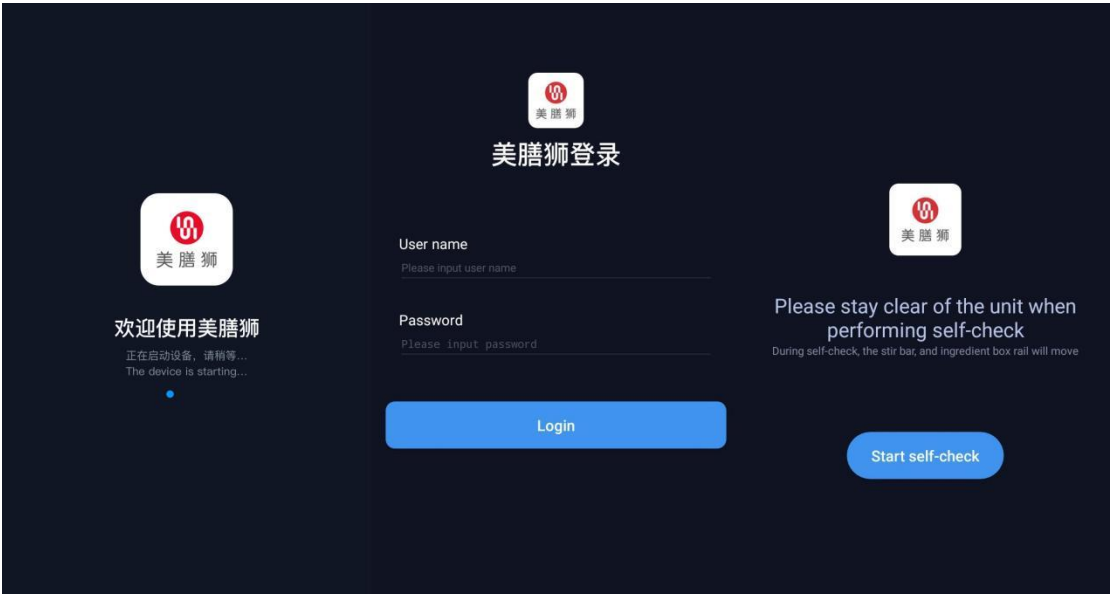 美膳狮
欢迎使用美膳狮
正在启动设备，请稍等...
The device is starting...
美膳狮
美膳狮登录
User name
Please input user name
Password
Please input password
Login
美膳狮
Please stay clear of the unit when
performing self-check
During self-check, the stir bar, and ingredient box rail will move
Start self-check